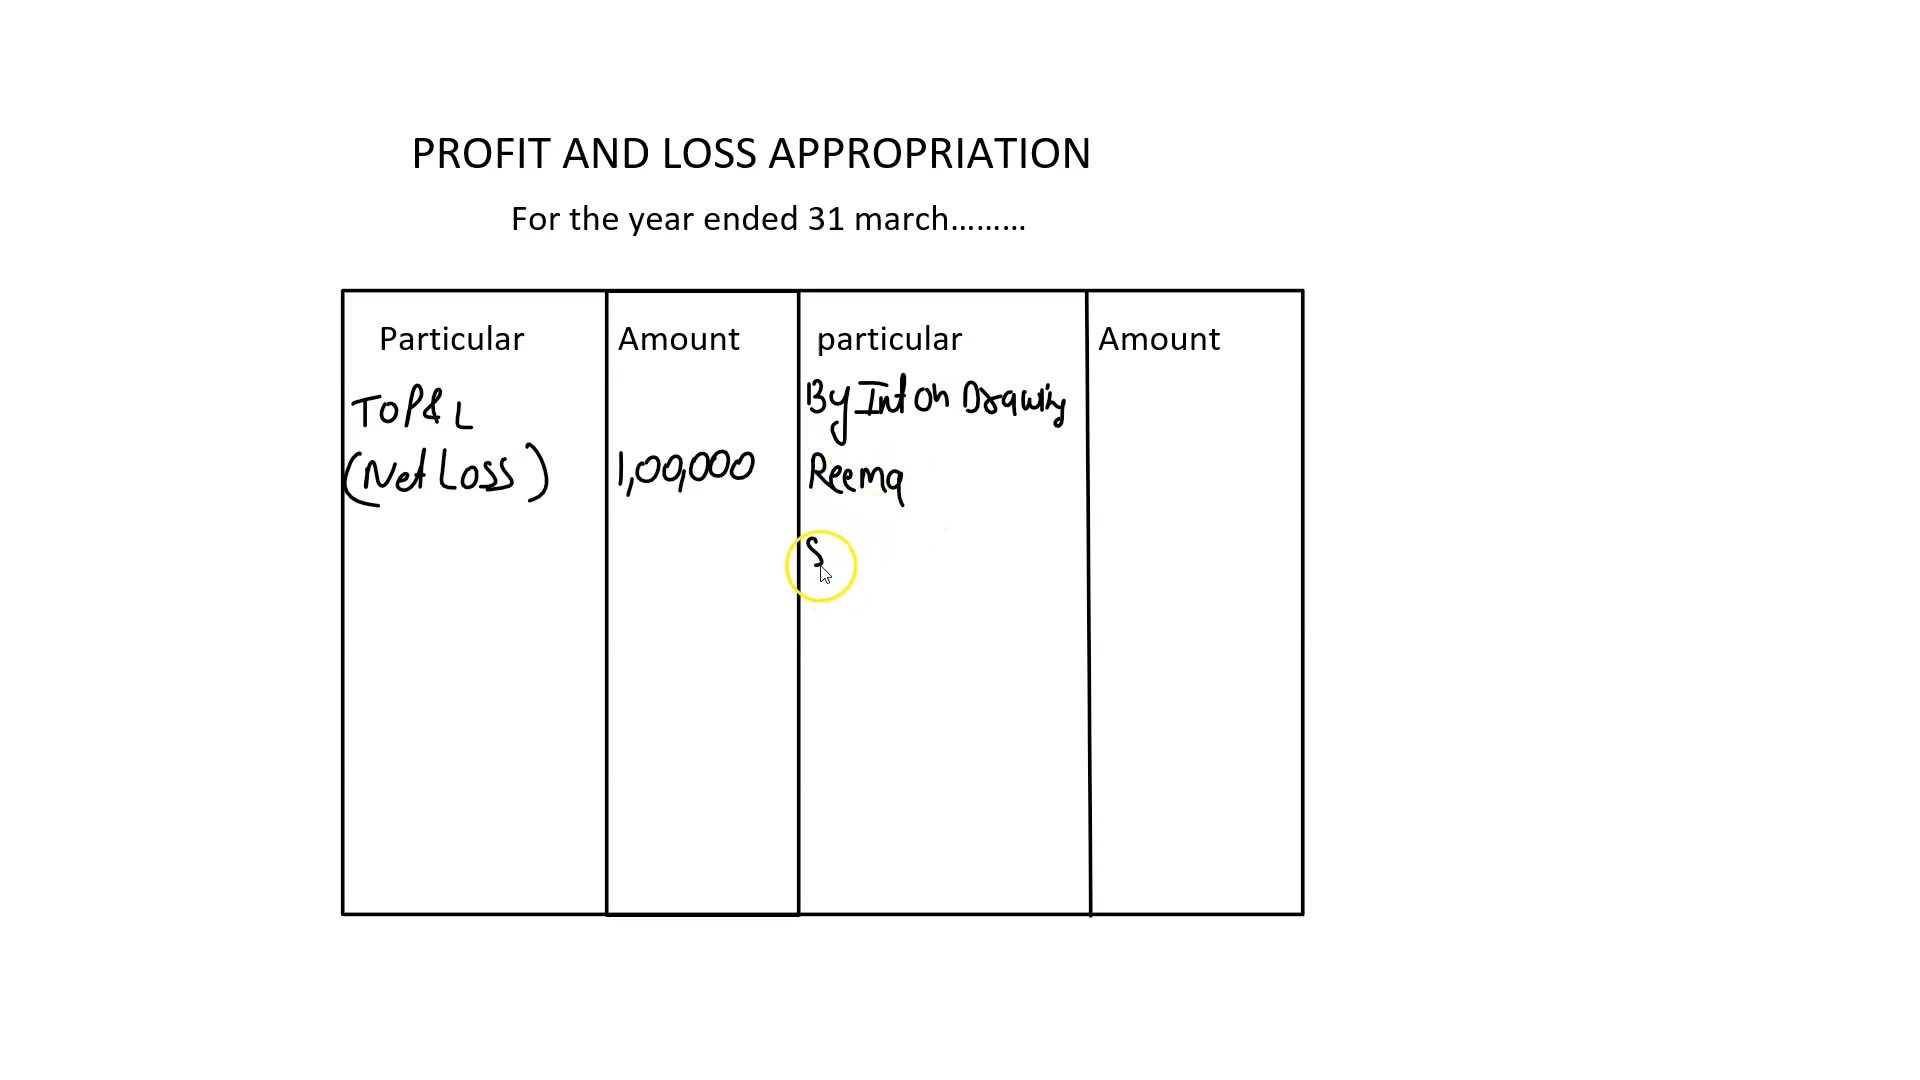 PROFIT AND LOSS APPROPRIATION
For the year ended 31 march.........
Particular Amount particular Amount
To P& L By Int on Drawing
(Net Loss) 1,00,000 Reema
S